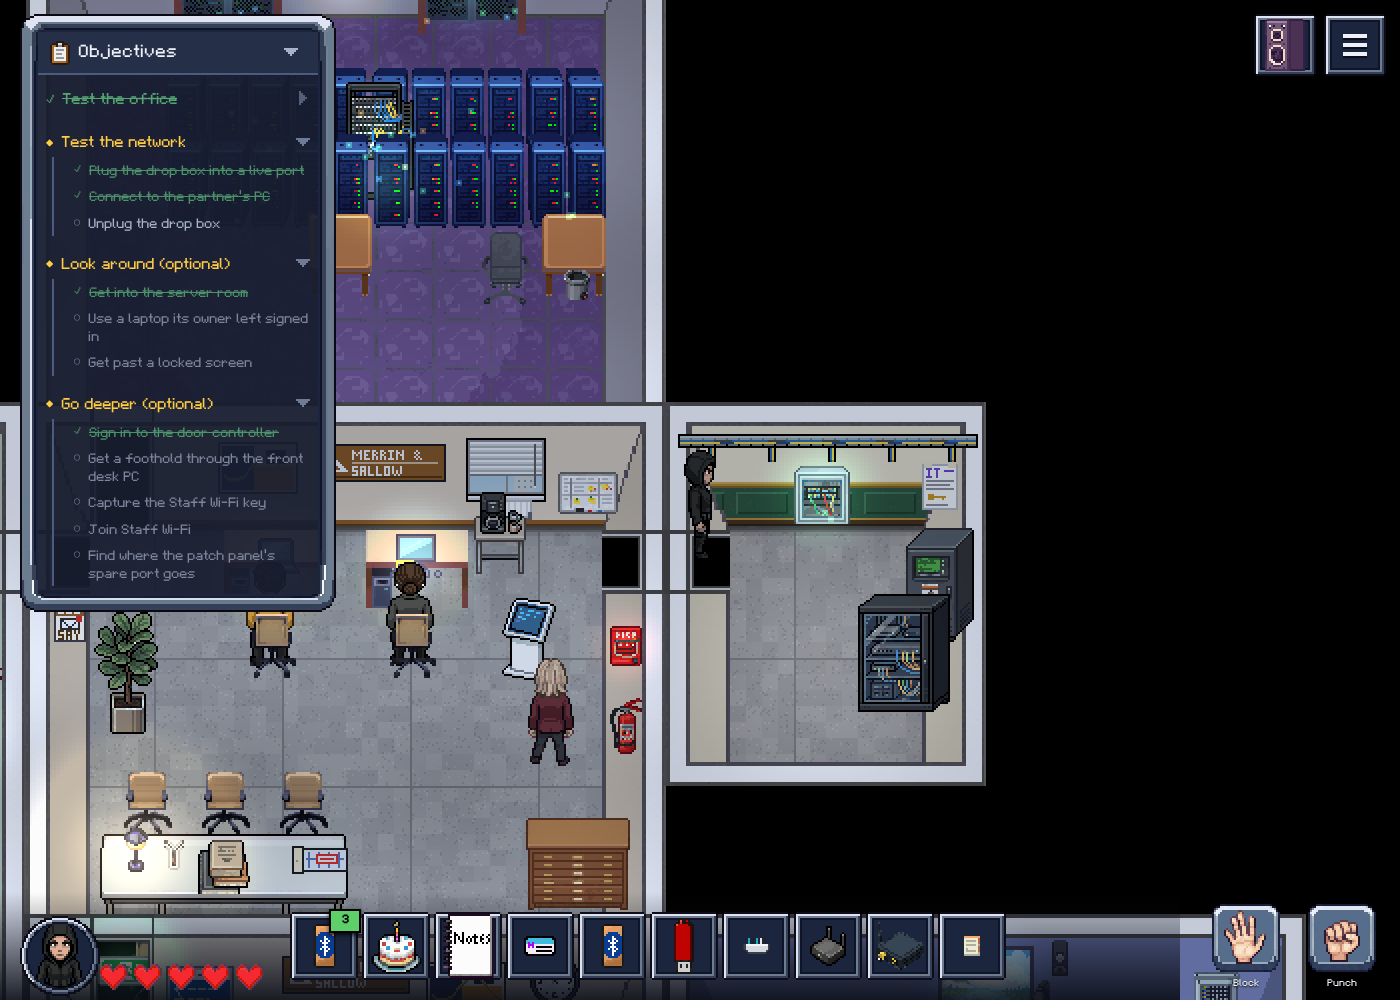 Objectives
Test the office
Test the network
Plug the drop box into a live port
Connect to the partner's PC
Unplug the drop box
Look around (optional)
Get into the server room
Use a laptop its owner left signed
in
Get past a locked screen
Go deeper (optional)
Sign in to the door controller
Get a foothold through the front
desk PC
Capture the Staff Wi-Fi key
Join Staff Wi-Fi
Find where the patch panel's
spare port goes
MERRIN &
SALLOW
IT
SAY
3
Notes
SALLOW
Block
Punch